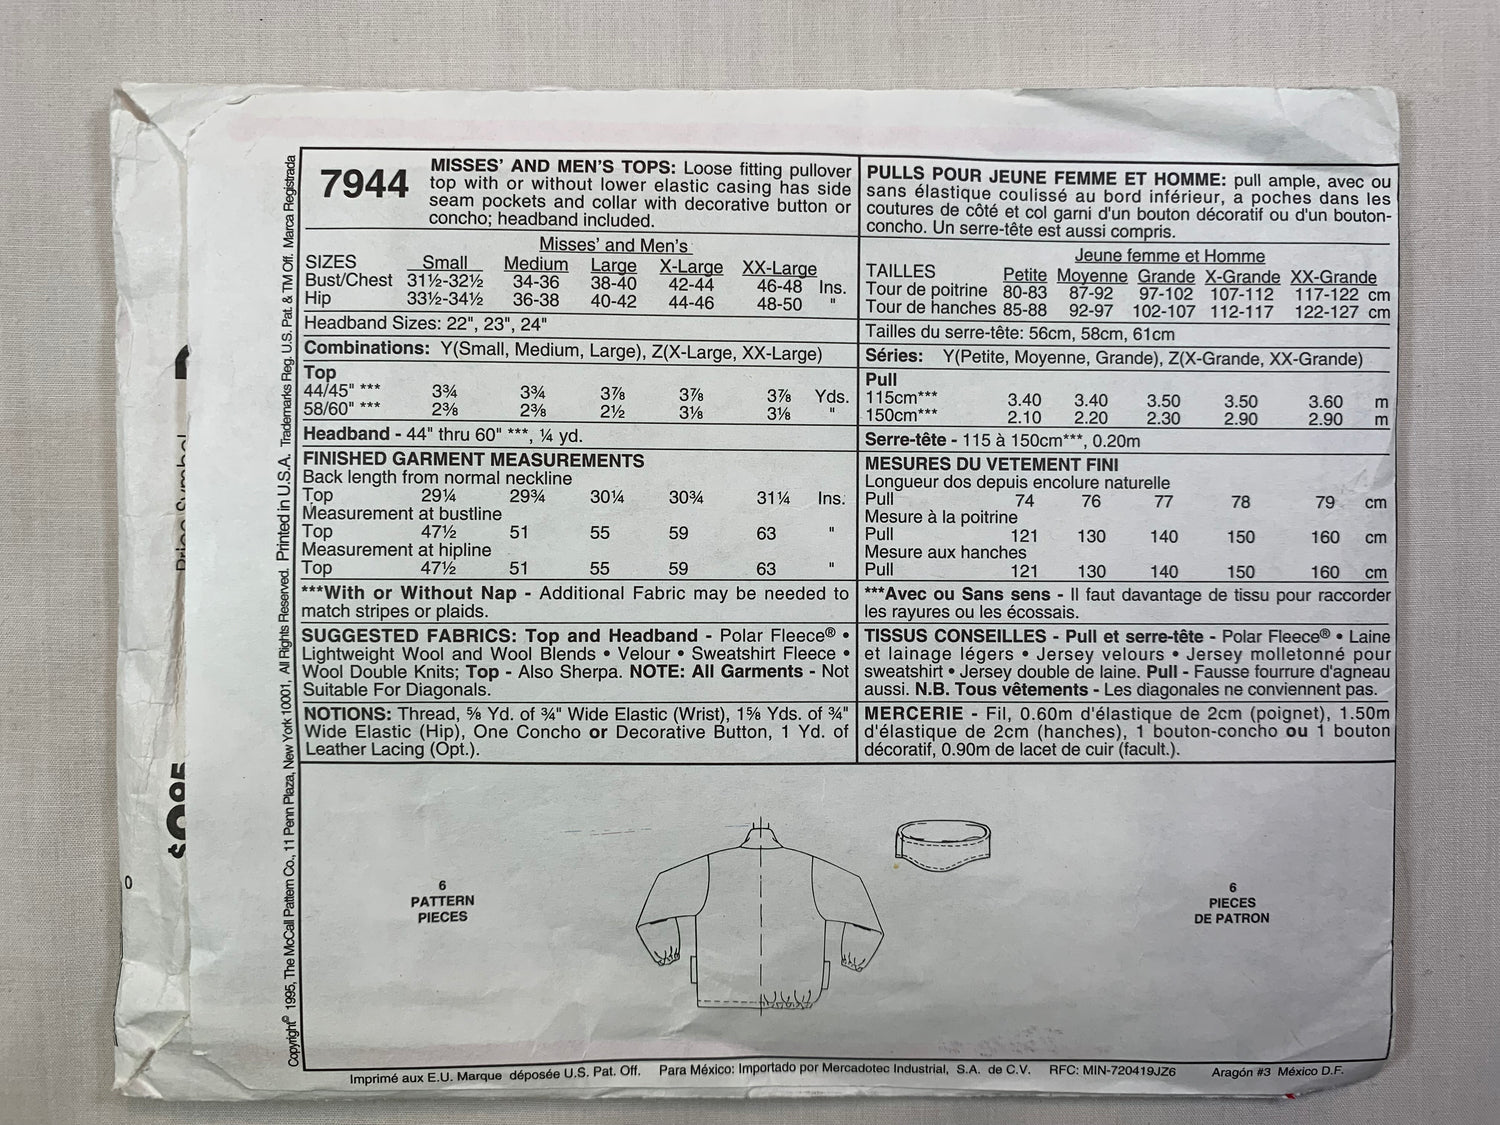 7944
MISSES' AND MEN'S TOPS: Loose fitting pullover
top with or without lower elastic casing has side
seam pockets and collar with decorative button or
concho; headband included.
Misses' and Men's
SIZES Small Medium Large X-Large XX-Large
Bust/Chest 31½-32½ 34-36 38-40 42-44 46-48 Ins.
Hip 33½-34½ 36-38 40-42 44-46 48-50 "
Headband Sizes: 22", 23", 24"
Combinations: Y(Small, Medium, Large), Z(X-Large, XX-Large)
Top
44/45" *** 3¾ 3¾ 3⅞ 3⅞ 3⅞ Yds.
58/60" *** 2⅜ 2⅜ 2½ 3⅛ 3⅛ "
Headband - 44" thru 60" ***, ¼ yd.
FINISHED GARMENT MEASUREMENTS
Back length from normal neckline
Top 29¼ 29¾ 30¼ 30¾ 31¼ Ins.
Measurement at bustline
Top 47½ 51 55 59 63 "
Measurement at hipline
Top 47½ 51 55 59 63 "
***With or Without Nap - Additional Fabric may be needed to
match stripes or plaids.
SUGGESTED FABRICS: Top and Headband - Polar Fleece® •
Lightweight Wool and Wool Blends • Velour • Sweatshirt Fleece •
Wool Double Knits; Top - Also Sherpa. NOTE: All Garments - Not
Suitable For Diagonals.
NOTIONS: Thread, ⅝ Yd. of ¾" Wide Elastic (Wrist), 1⅝ Yds. of ¾"
Wide Elastic (Hip), One Concho or Decorative Button, 1 Yd. of
Leather Lacing (Opt.).
PULLS POUR JEUNE FEMME ET HOMME: pull ample, avec ou
sans élastique coulissé au bord inférieur, a poches dans les
coutures de côté et col garni d'un bouton décoratif ou d'un bouton-
concho. Un serre-tête est aussi compris.
Jeune femme et Homme
TAILLES Petite Moyenne Grande X-Grande XX-Grande
Tour de poitrine 80-83 87-92 97-102 107-112 117-122 cm
Tour de hanches 85-88 92-97 102-107 112-117 122-127 cm
Tailles du serre-tête: 56cm, 58cm, 61cm
Séries: Y(Petite, Moyenne, Grande), Z(X-Grande, XX-Grande)
Pull
115cm*** 3.40 3.40 3.50 3.50 3.60 m
150cm*** 2.10 2.20 2.30 2.90 2.90 m
Serre-tête - 115 à 150cm***, 0.20m
MESURES DU VETEMENT FINI
Longueur dos depuis encolure naturelle
Pull 74 76 77 78 79 cm
Mesure à la poitrine
Pull 121 130 140 150 160 cm
Mesure aux hanches
Pull 121 130 140 150 160 cm
***Avec ou Sans sens - Il faut davantage de tissu pour raccorder
les rayures ou les écossais.
TISSUS CONSEILLES - Pull et serre-tête - Polar Fleece® • Laine
et lainage légers • Jersey velours • Jersey molletonné pour
sweatshirt • Jersey double de laine. Pull - Fausse fourrure d'agneau
aussi. N.B. Tous vêtements - Les diagonales ne conviennent pas.
MERCERIE - Fil, 0.60m d'élastique de 2cm (poignet), 1.50m
d'élastique de 2cm (hanches), 1 bouton-concho ou 1 bouton
décoratif, 0.90m de lacet de cuir (facult.).
6
PATTERN
PIECES
6
PIECES
DE PATRON
Copyright© 1995, The McCall Pattern Co., 11 Penn Plaza, New York 10001, All Rights Reserved. Printed in U.S.A. Trademarks Reg. U.S. Pat. & TM Off. Marca Registrada
Imprimé aux E.U. Marque déposée U.S. Pat. Off. Para México: Importado por Mercadotec Industrial, S.A. de C.V. RFC: MIN-720419JZ6 Aragón #3 México D.F.
0